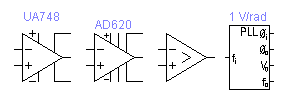 UA748
AD620
1 V/rad
PLL
fi
ϕi
ϕo
Vo
fo